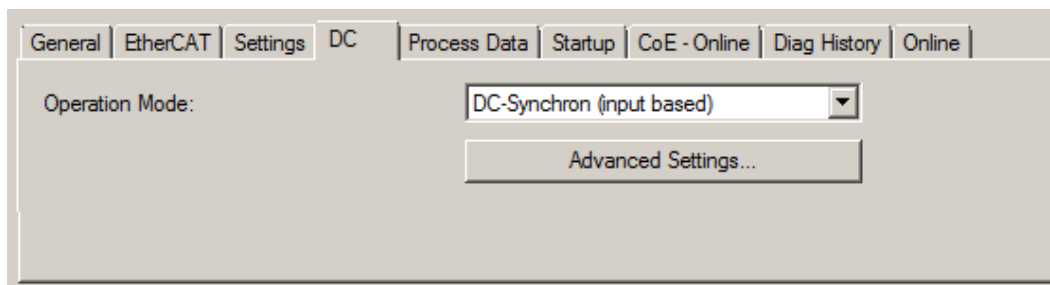 General EtherCAT Settings DC Process Data Startup CoE - Online Diag History Online
Operation Mode: DC-Synchron (input based)
Advanced Settings...